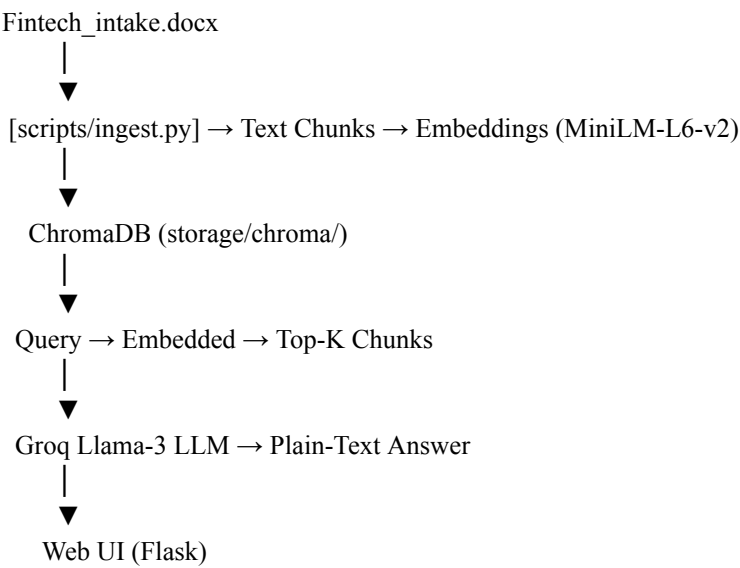 Fintech_intake.docx
[scripts/ingest.py] → Text Chunks → Embeddings (MiniLM-L6-v2)
ChromaDB (storage/chroma/)
Query → Embedded → Top-K Chunks
Groq Llama-3 LLM → Plain-Text Answer
Web UI (Flask)